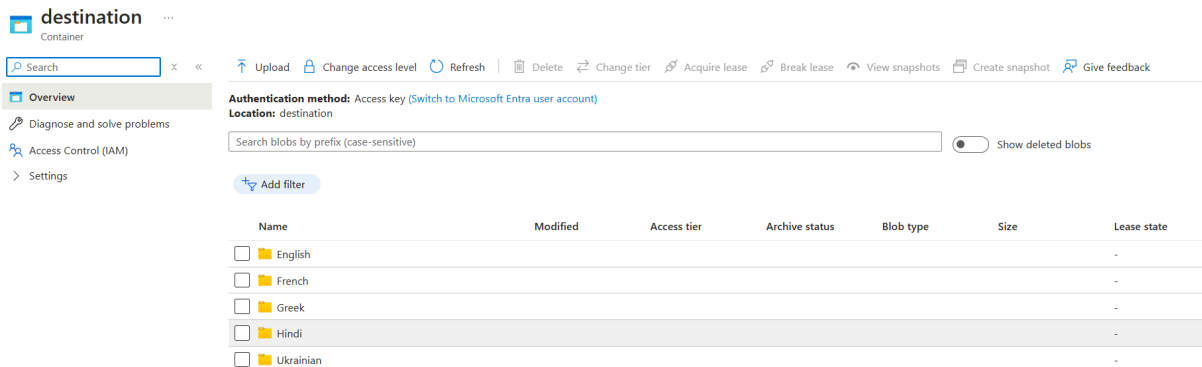 destination ...
Container
Search
Overview
Diagnose and solve problems
Access Control (IAM)
Settings
Upload Change access level Refresh Delete Change tier Acquire lease Break lease View snapshots Create snapshot Give feedback
Authentication method: Access key (Switch to Microsoft Entra user account)
Location: destination
Search blobs by prefix (case-sensitive)
Show deleted blobs
Add filter
Name Modified Access tier Archive status Blob type Size Lease state
English -
French -
Greek -
Hindi -
Ukrainian -